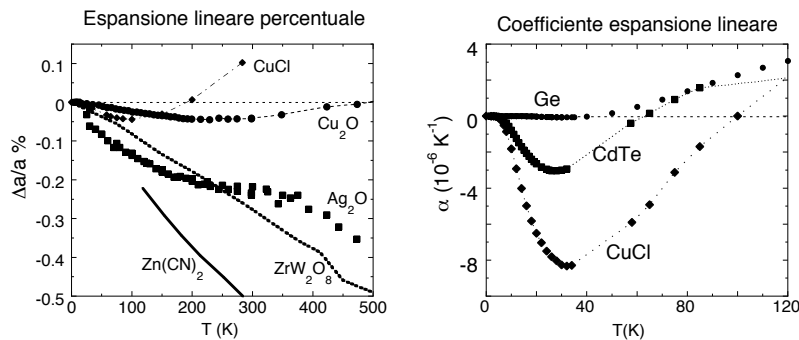 Espansione lineare percentuale
Δa/a %
0.1
0
-0.1
-0.2
-0.3
-0.4
-0.5
CuCl
Cu₂O
Ag₂O
Zn(CN)₂
ZrW₂O₈
0 100 200 300 400 500
T (K)
Coefficiente espansione lineare
α (10⁻⁶ K⁻¹)
4
0
-4
-8
Ge
CdTe
CuCl
0 40 80 120
T(K)